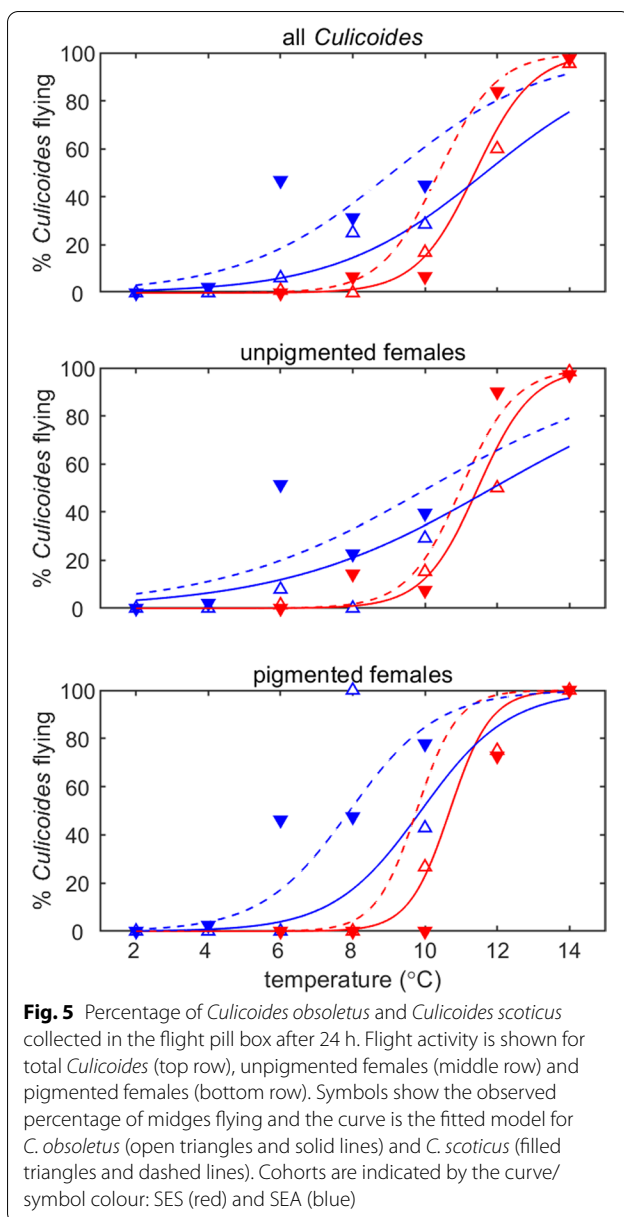 all Culicoides
% Culicoides flying
100
80
60
40
20
0
unpigmented females
% Culicoides flying
100
80
60
40
20
0
pigmented females
% Culicoides flying
100
80
60
40
20
0
2 4 6 8 10 12 14
temperature (°C)
Fig. 5 Percentage of Culicoides obsoletus and Culicoides scoticus
collected in the flight pill box after 24 h. Flight activity is shown for
total Culicoides (top row), unpigmented females (middle row) and
pigmented females (bottom row). Symbols show the observed
percentage of midges flying and the curve is the fitted model for
C. obsoletus (open triangles and solid lines) and C. scoticus (filled
triangles and dashed lines). Cohorts are indicated by the curve/
symbol colour: SES (red) and SEA (blue)